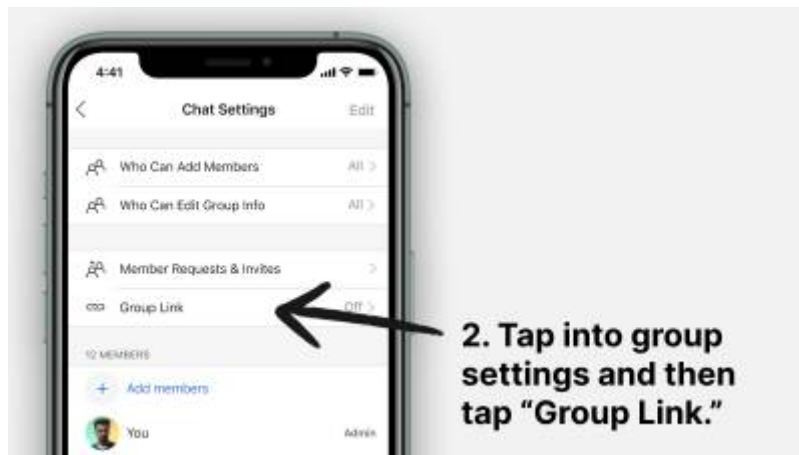 4:41
Chat Settings
Edit
Who Can Add Members
All
Who Can Edit Group Info
All
Member Requests & Invites
Group Link
Off
12 MEMBERS
+ Add members
You
Admin
2. Tap into group
settings and then
tap “Group Link.”